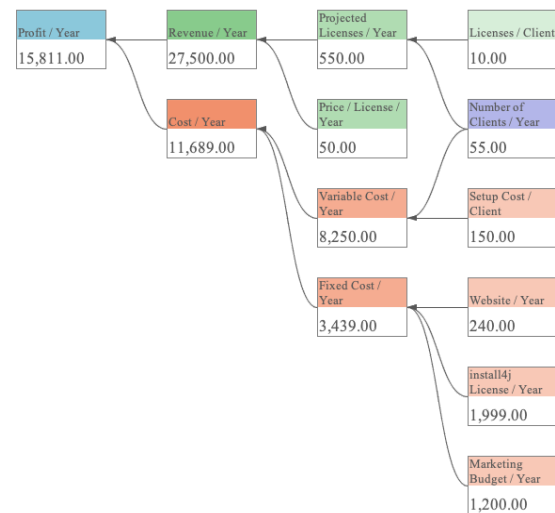 Profit / Year
15,811.00
Revenue / Year
27,500.00
Projected
Licenses / Year
550.00
Licenses / Client
10.00
Cost / Year
11,689.00
Price / License /
Year
50.00
Number of
Clients / Year
55.00
Variable Cost /
Year
8,250.00
Setup Cost /
Client
150.00
Fixed Cost /
Year
3,439.00
Website / Year
240.00
install4j
License / Year
1,999.00
Marketing
Budget / Year
1,200.00